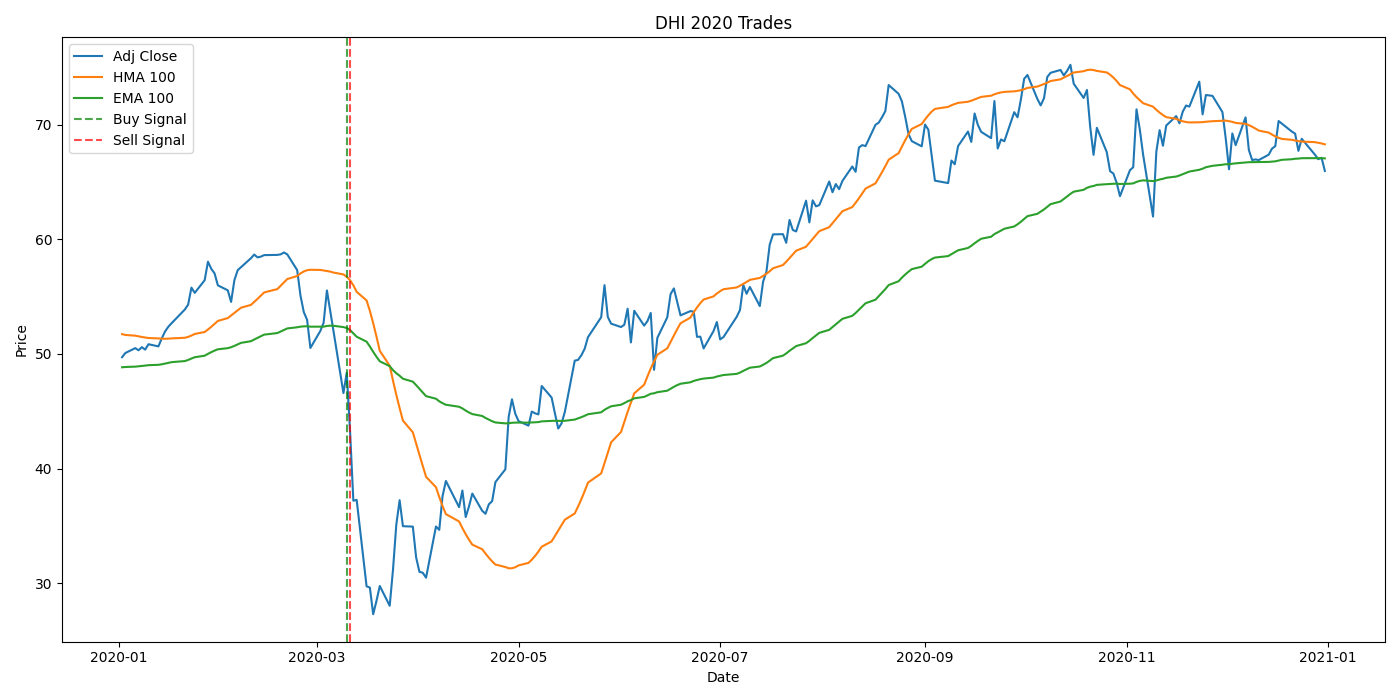 DHI 2020 Trades
Adj Close
HMA 100
EMA 100
Buy Signal
Sell Signal
Price
70
60
50
40
30
2020-01 2020-03 2020-05 2020-07 2020-09 2020-11 2021-01
Date